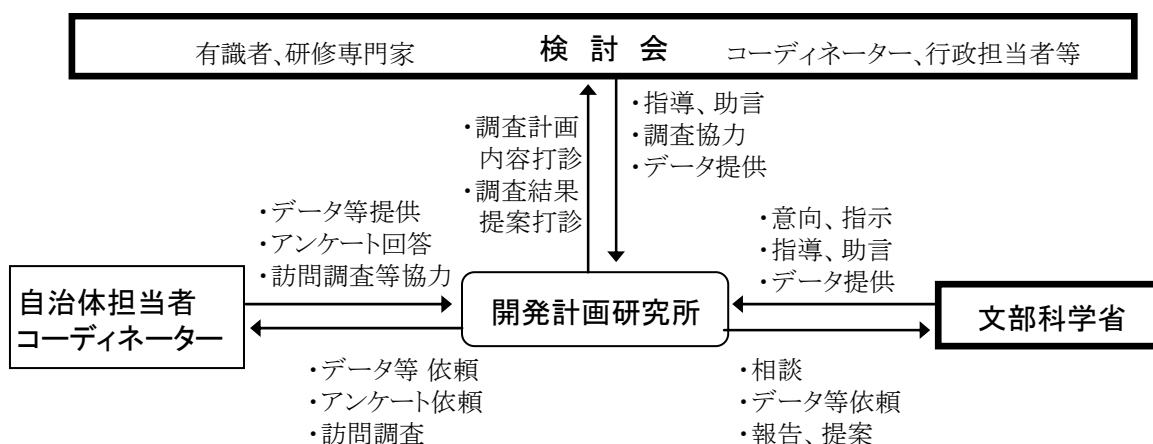 有識者、研修専門家　検 討 会　コーディネーター、行政担当者等
・調査計画
内容打診
・調査結果
提案打診
・指導、助言
・調査協力
・データ提供
・データ等提供
・アンケート回答
・訪問調査等協力
・意向、指示
・指導、助言
・データ提供
自治体担当者
コーディネーター
開発計画研究所
文部科学省
・データ等 依頼
・アンケート依頼
・訪問調査
・相談
・データ等依頼
・報告、提案